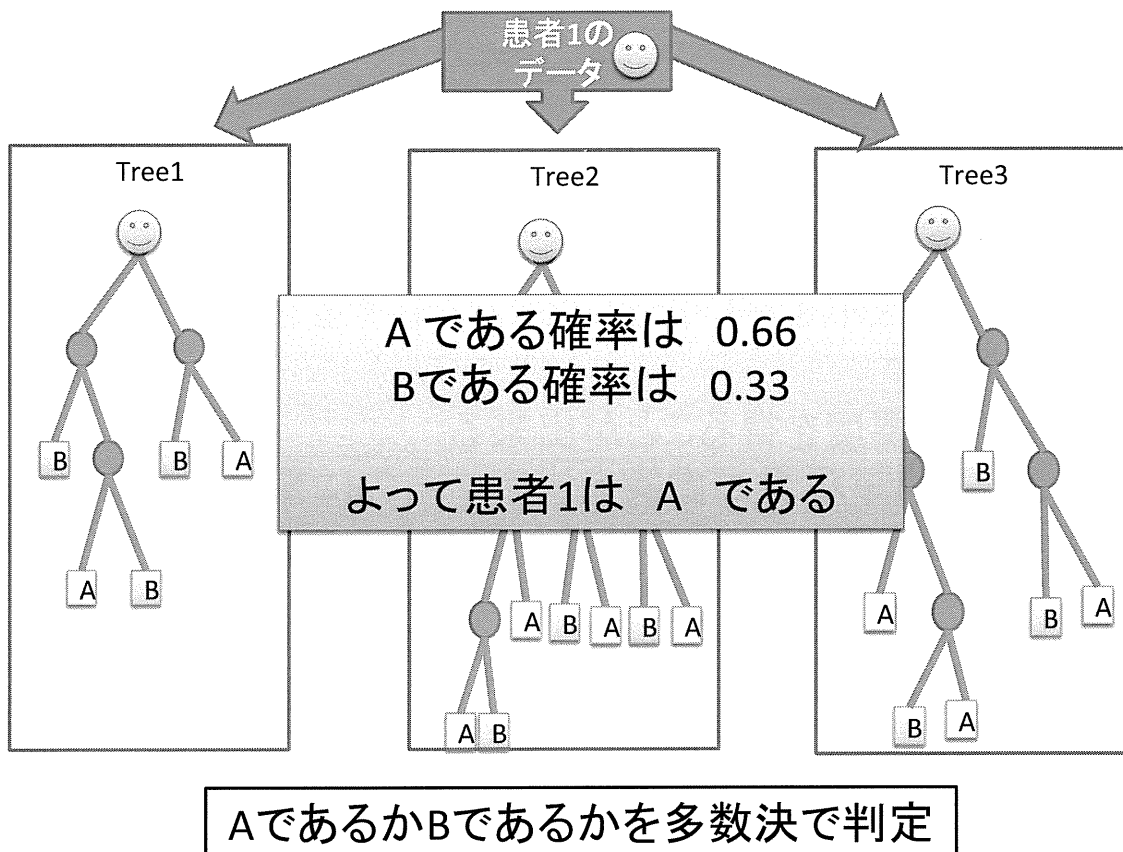 患者1の
データ
Tree1
Tree2
Tree3
A である確率は 0.66
Bである確率は 0.33
よって患者1は A である
B
B
A
B
A
B
A
B
A
B
A
A
B
A
B
A
B
A
B
AであるかBであるかを多数決で判定